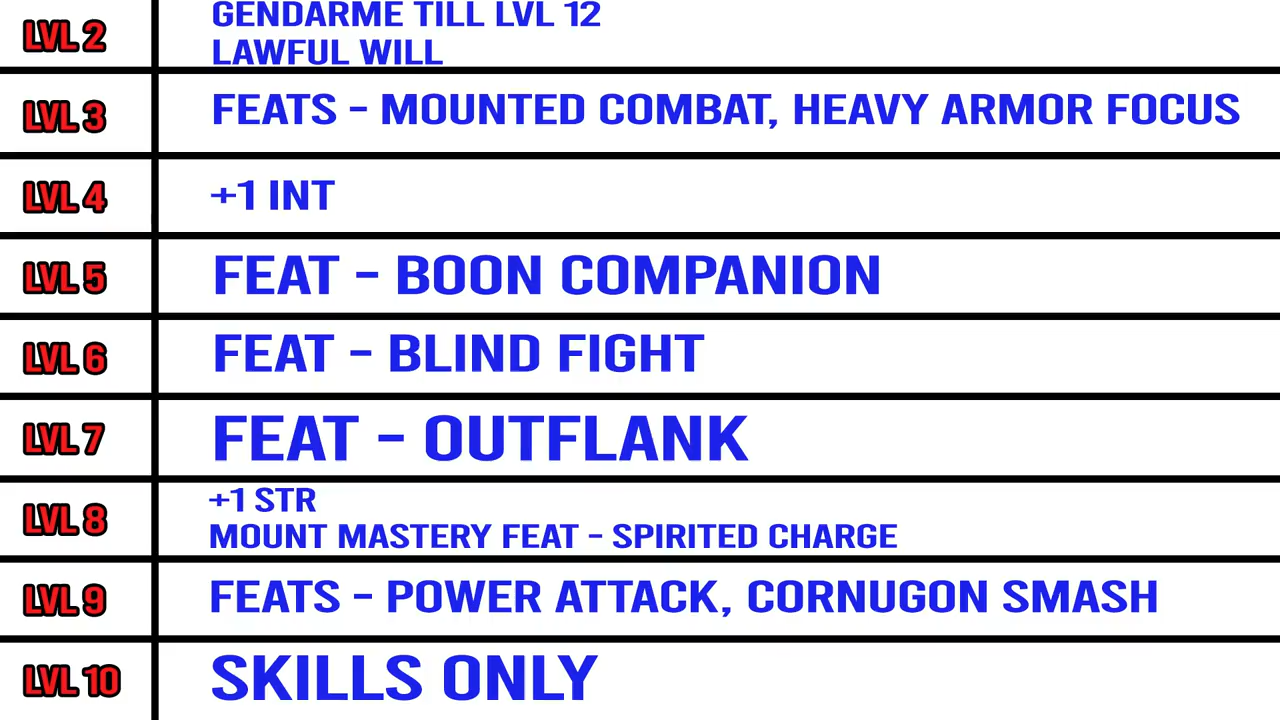 LVL 2
GENDARME TILL LVL 12
LAWFUL WILL
LVL 3
FEATS - MOUNTED COMBAT, HEAVY ARMOR FOCUS
LVL 4
+1 INT
LVL 5
FEAT - BOON COMPANION
LVL 6
FEAT - BLIND FIGHT
LVL 7
FEAT - OUTFLANK
LVL 8
+1 STR
MOUNT MASTERY FEAT - SPIRITED CHARGE
LVL 9
FEATS - POWER ATTACK, CORNUGON SMASH
LVL 10
SKILLS ONLY